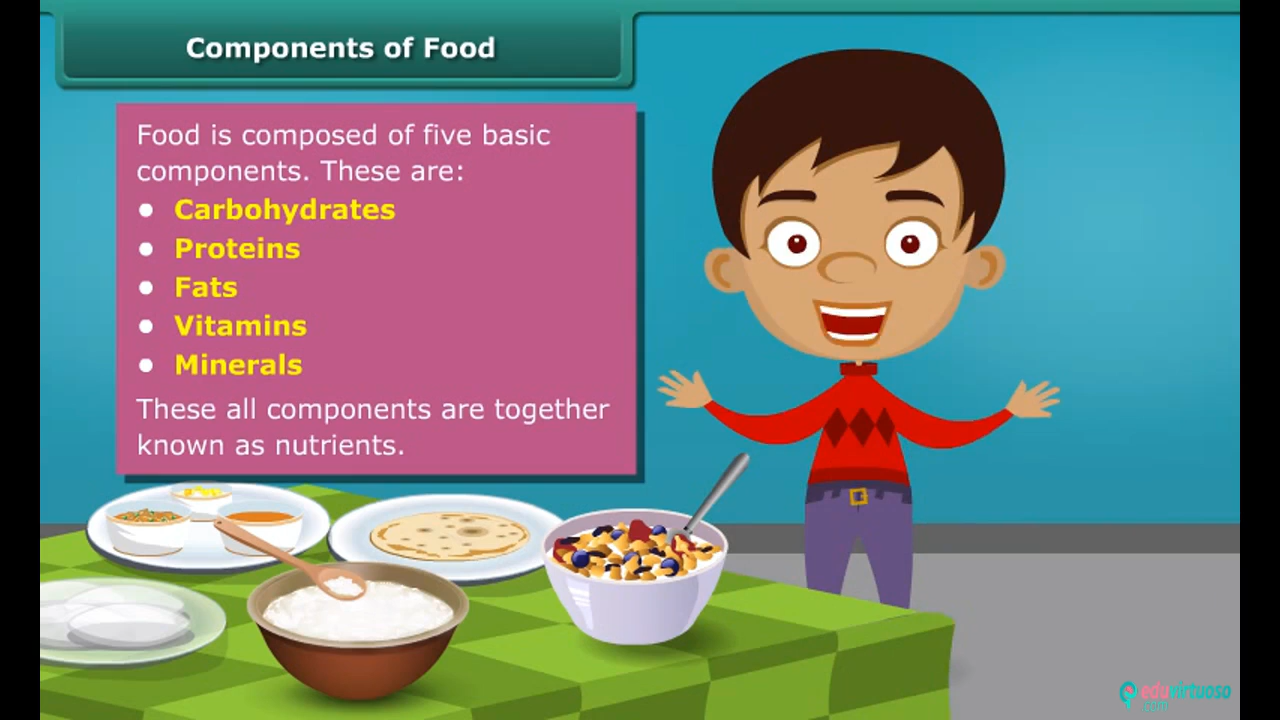 Components of Food
Food is composed of five basic
components. These are:
● Carbohydrates
● Proteins
● Fats
● Vitamins
● Minerals
These all components are together
known as nutrients.
eduvirtuoso
.com